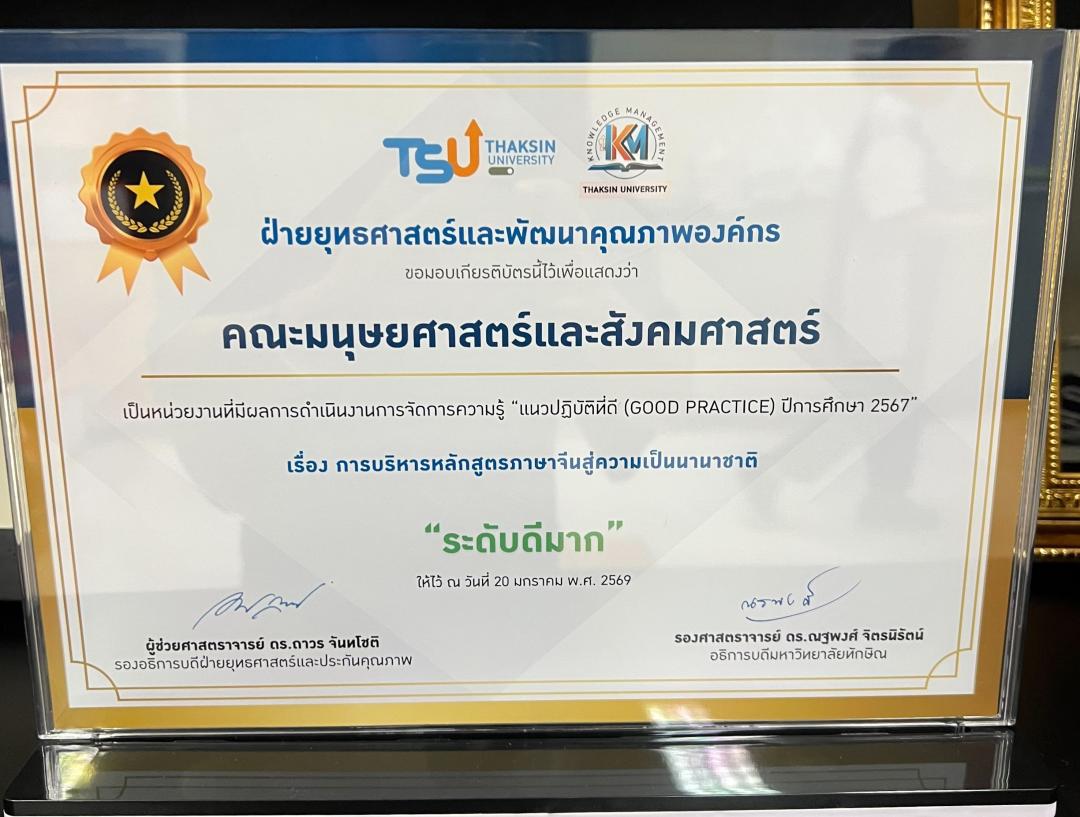 TSU THAKSIN UNIVERSITY
KNOWLEDGE MANAGEMENT
KM
THAKSIN UNIVERSITY
ฝ่ายยุทธศาสตร์และพัฒนาคุณภาพองค์กร
ขอมอบเกียรติบัตรนี้ไว้เพื่อแสดงว่า
คณะมนุษยศาสตร์และสังคมศาสตร์
เป็นหน่วยงานที่มีผลการดำเนินงานการจัดการความรู้ “แนวปฏิบัติที่ดี (GOOD PRACTICE) ปีการศึกษา 2567”
เรื่อง การบริหารหลักสูตรภาษาจีนสู่ความเป็นนานาชาติ
“ระดับดีมาก”
ให้ไว้ ณ วันที่ 20 มกราคม พ.ศ. 2569
ผู้ช่วยศาสตราจารย์ ดร.ถาวร จันทโชติ
รองอธิการบดีฝ่ายยุทธศาสตร์และประกันคุณภาพ
รองศาสตราจารย์ ดร.ณฐพงศ์ จิตรนิรัตน์
อธิการบดีมหาวิทยาลัยทักษิณ